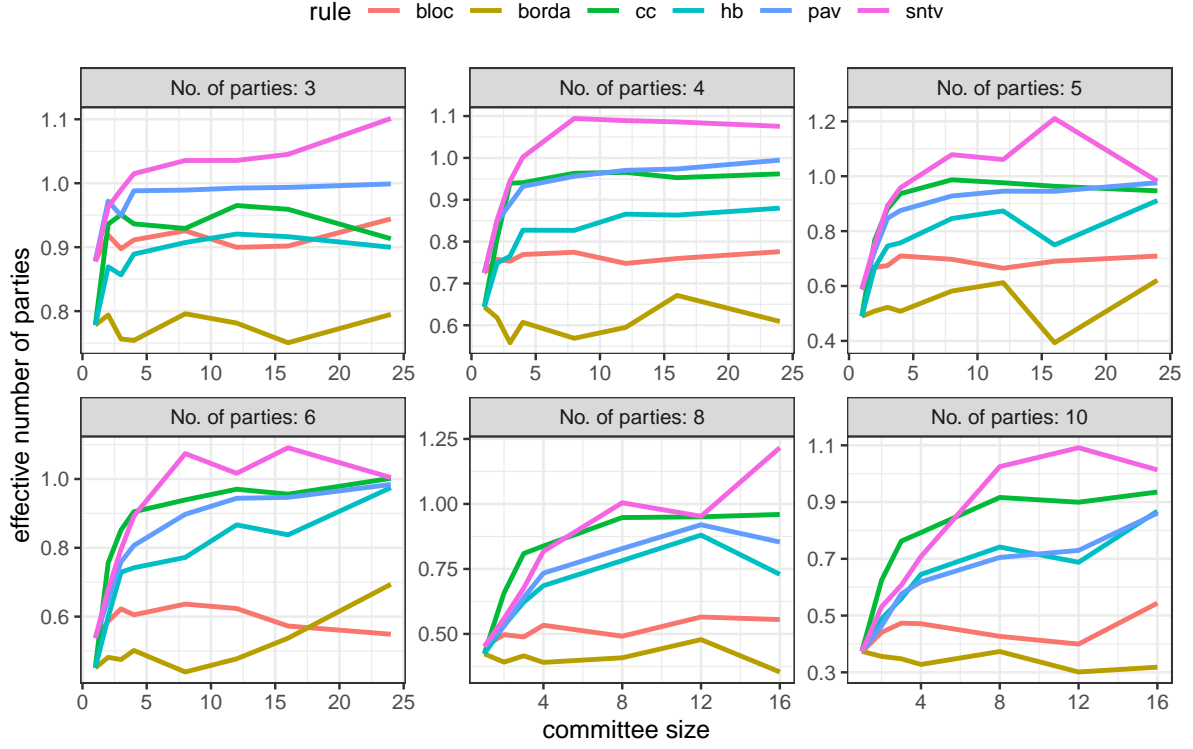 rule bloc borda cc hb pav sntv
No. of parties: 3 No. of parties: 4 No. of parties: 5
1.1 1.1 1.2
1.0 1.0 1.0
0.9 0.9 0.8
0.8 0.8 0.6
0.7 0.4
0.6
0 5 10 15 20 25 0 5 10 15 20 25 0 5 10 15 20 25
effective number of parties
No. of parties: 6 No. of parties: 8 No. of parties: 10
1.0 1.25 1.1
0.8 1.00 0.9
0.6 0.75 0.7
0.50 0.5
0.3
0 5 10 15 20 25 4 8 12 16 4 8 12 16
committee size